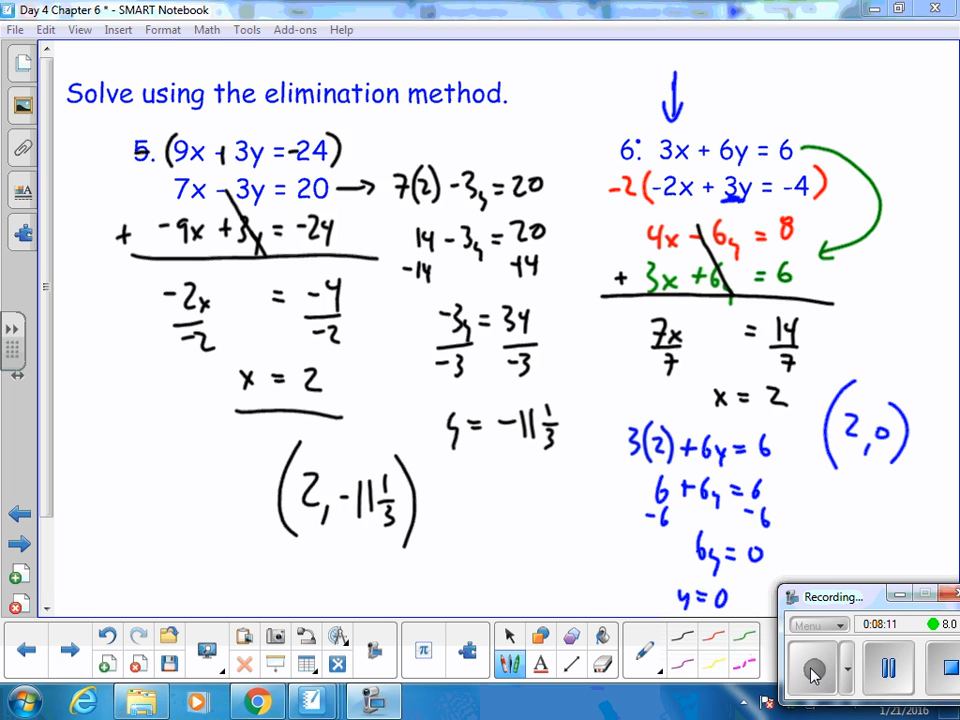 Day 4 Chapter 6 * - SMART Notebook
File Edit View Insert Format Math Tools Add-ons Help
Solve using the elimination method.
5. (9x + 3y = -24)
7x - 3y = 20 → 7(2) - 3y = 20
+ -9x + 3y = -24
14 - 3y = 20
-14 +14
-2x = -4
-2 -2
-3y = 34
-3 -3
x = 2
y = -11 1/3
(2, -11 1/3)
6. 3x + 6y = 6
-2(-2x + 3y = -4)
4x - 6y = 8
+ 3x + 6y = 6
7x = 14
7 7
x = 2
(2, 0)
3(2) + 6y = 6
6 + 6y = 6
-6 -6
6y = 0
y = 0
Recording...
Menu 0:08:11 8.0
1/21/2016